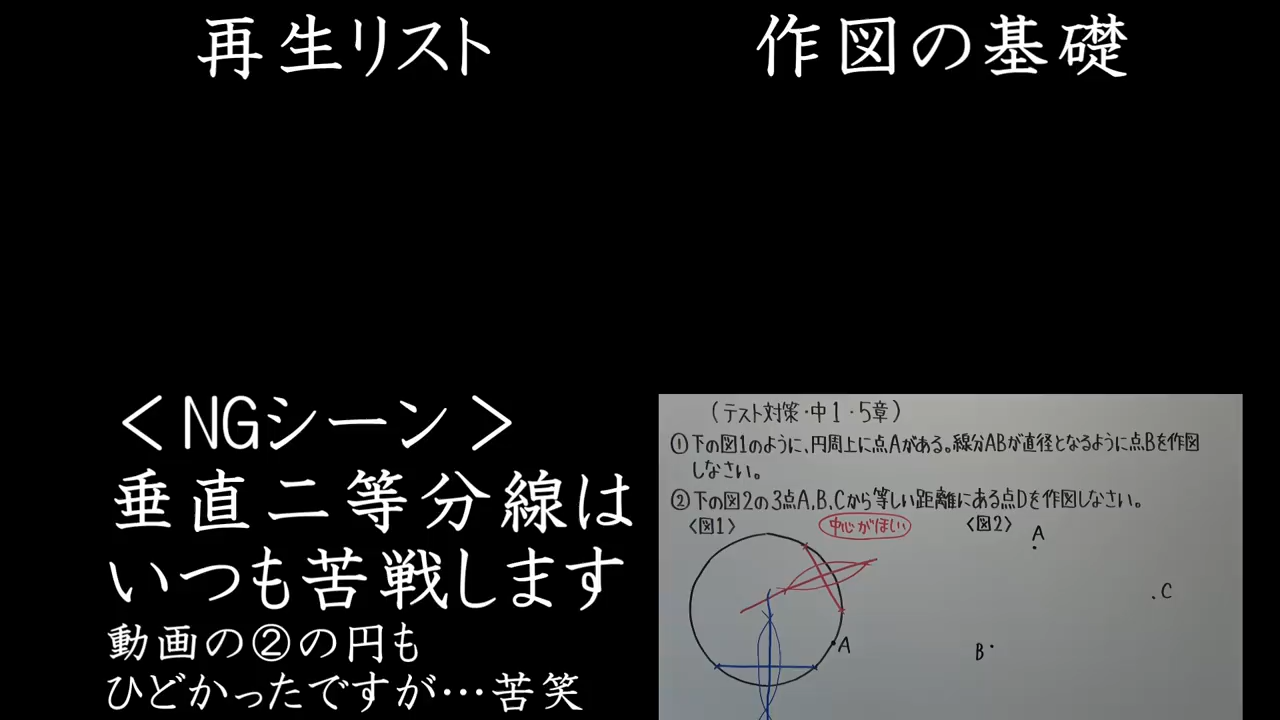 再生リスト
作図の基礎
＜NGシーン＞
垂直二等分線は
いつも苦戦します
動画の②の円も
ひどかったですが…苦笑
(テスト対策・中1・5章)
①下の図1のように、円周上に点Aがある。線分ABが直径となるように点Bを作図
しなさい。
②下の図2の3点A,B,Cから等しい距離にある点Dを作図しなさい。
〈図1〉
中心がほしい
〈図2〉
A
C
A
B